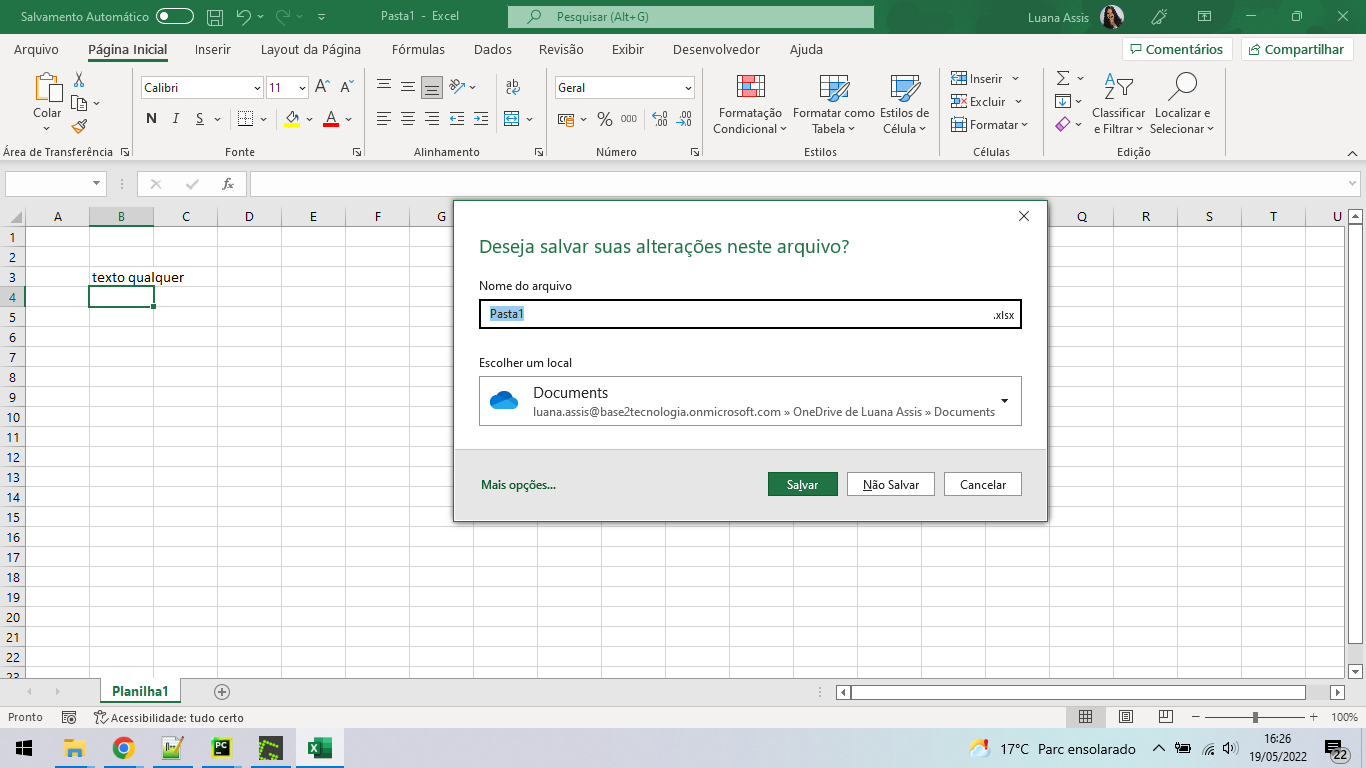 Salvamento Automático
Pasta1 - Excel
Pesquisar (Alt+G)
Luana Assis
Arquivo
Página Inicial
Inserir
Layout da Página
Fórmulas
Dados
Revisão
Exibir
Desenvolvedor
Ajuda
Comentários
Compartilhar
Colar
Área de Transferência
Calibri
11
N I S
A
Fonte
ab
Alinhamento
Geral
% 000
Número
Formatação Condicional
Formatar como Tabela
Estilos de Célula
Estilos
Inserir
Excluir
Formatar
Células
Classificar e Filtrar
Localizar e Selecionar
Edição
fx
A B C D E F G Q R S T U
1
2
3 texto qualquer
4
5
6
7
8
9
10
11
12
13
14
15
16
17
18
19
20
21
22
23
Deseja salvar suas alterações neste arquivo?
Nome do arquivo
Pasta1 .xlsx
Escolher um local
Documents
luana.assis@base2tecnologia.onmicrosoft.com » OneDrive de Luana Assis » Documents
Mais opções...
Salvar
Não Salvar
Cancelar
Planilha1
Pronto
Acessibilidade: tudo certo
100%
PC
17°C Parc ensolarado
16:26
19/05/2022
22